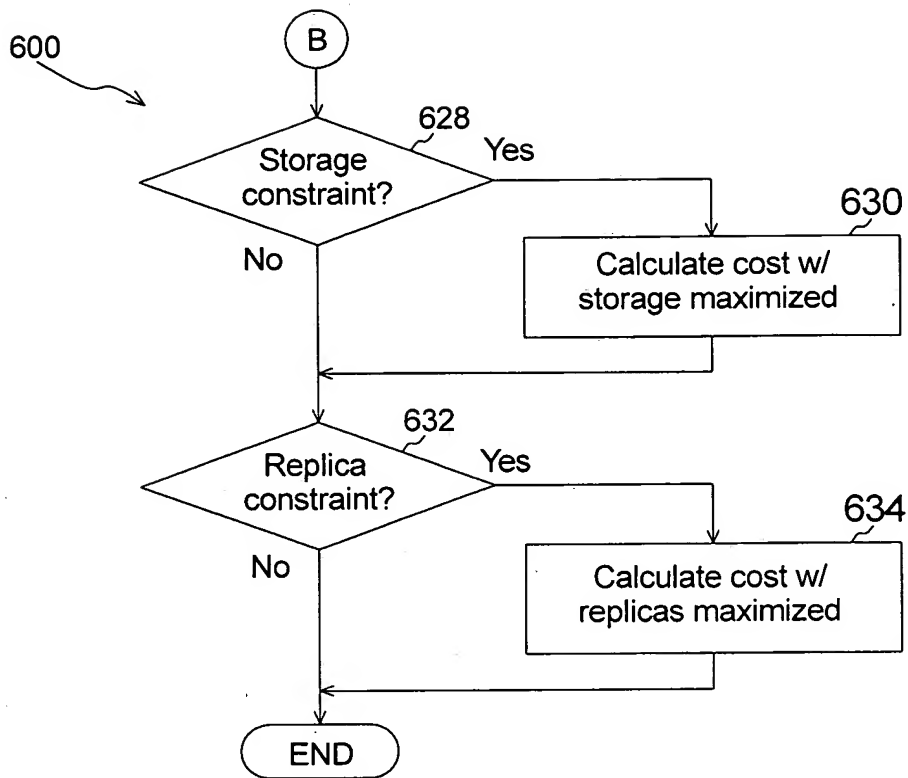 B
600
628
Storage
constraint?
Yes
No
630
Calculate cost w/
storage maximized
632
Replica
constraint?
Yes
No
634
Calculate cost w/
replicas maximized
END